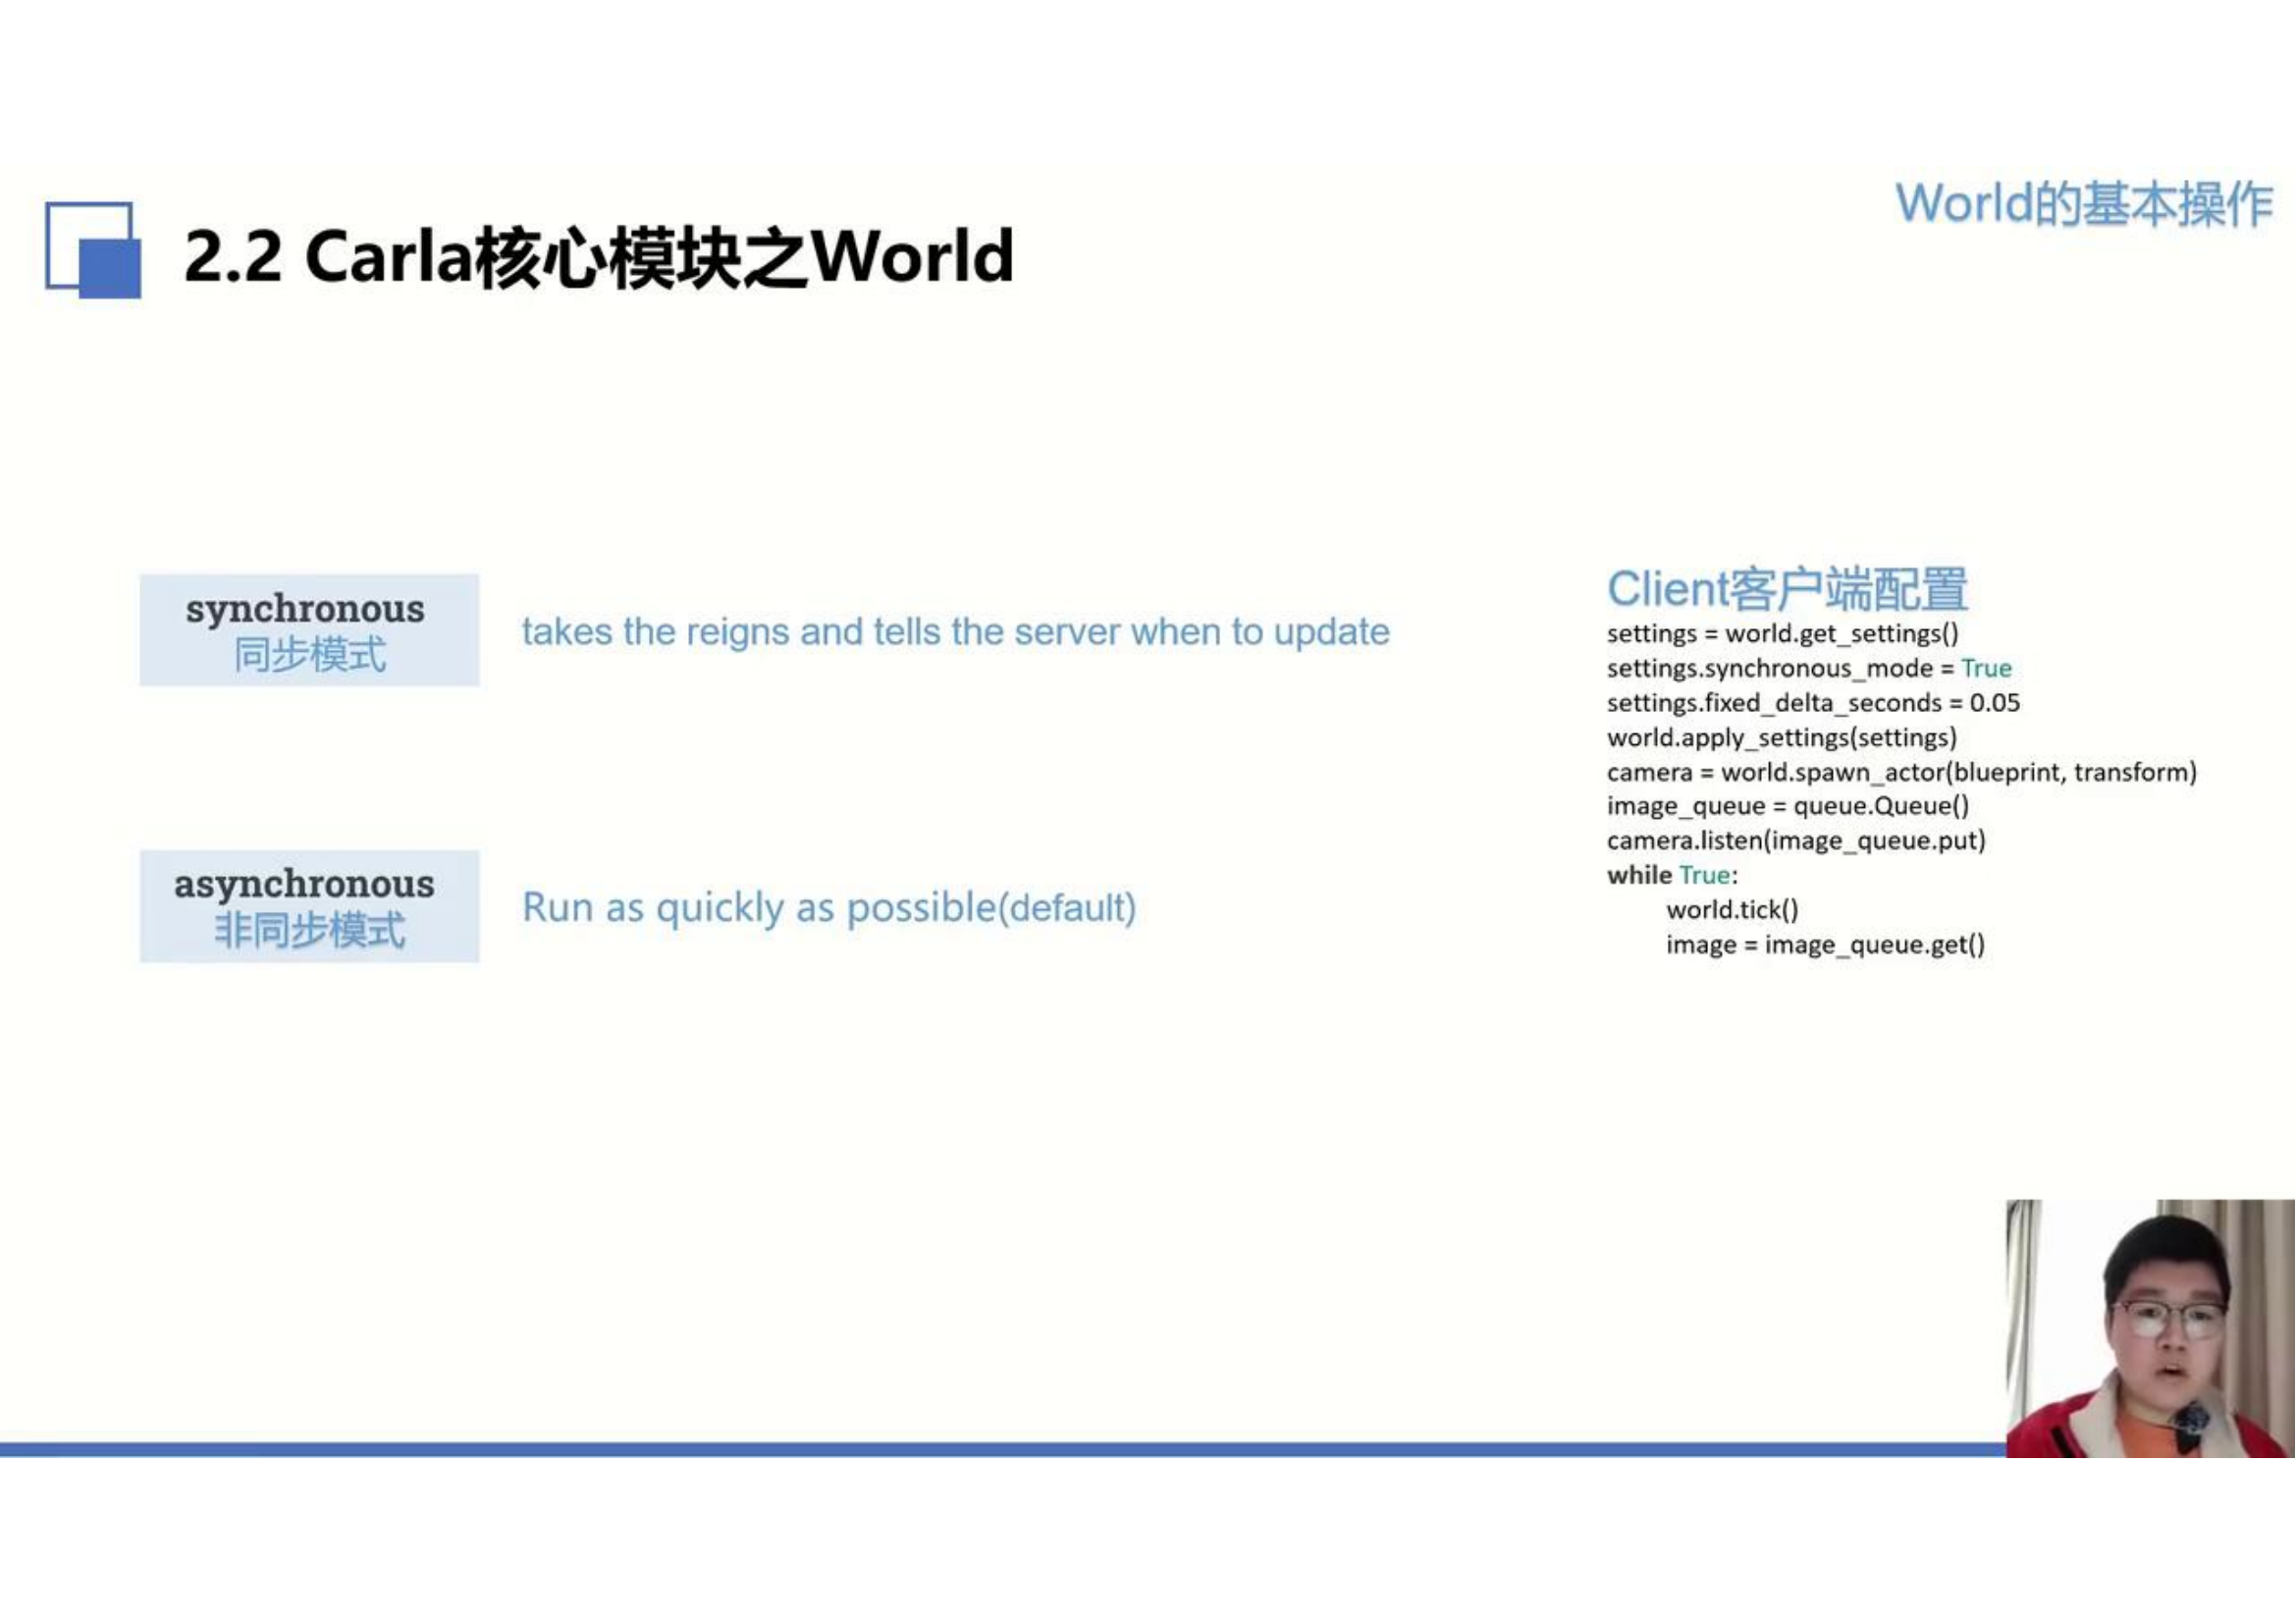 World的基本操作
2.2 Carla核心模块之World
synchronous
同步模式
takes the reigns and tells the server when to update
asynchronous
非同步模式
Run as quickly as possible(default)
Client客户端配置
settings = world.get_settings()
settings.synchronous_mode = True
settings.fixed_delta_seconds = 0.05
world.apply_settings(settings)
camera = world.spawn_actor(blueprint, transform)
image_queue = queue.Queue()
camera.listen(image_queue.put)
while True:
world.tick()
image = image_queue.get()